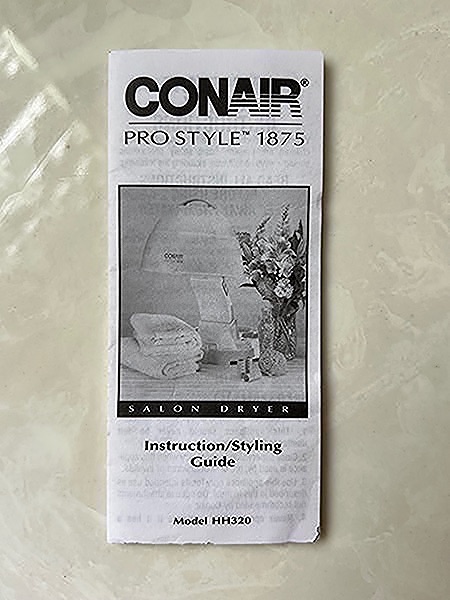 CONAIR®
PRO STYLE™ 1875
CONAIR
SALON DRYER
Instruction/Styling
Guide
Model HH320